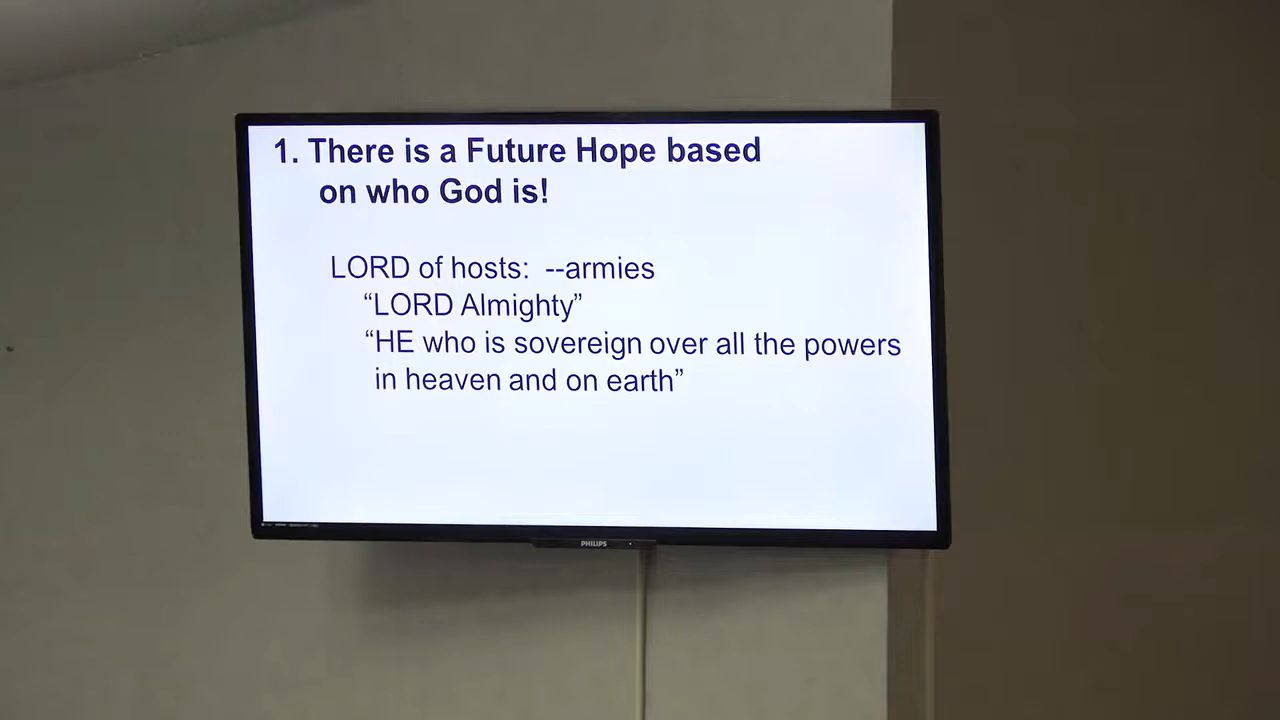 1. There is a Future Hope based
on who God is!
LORD of hosts: --armies
“LORD Almighty”
“HE who is sovereign over all the powers
in heaven and on earth”
PHILIPS